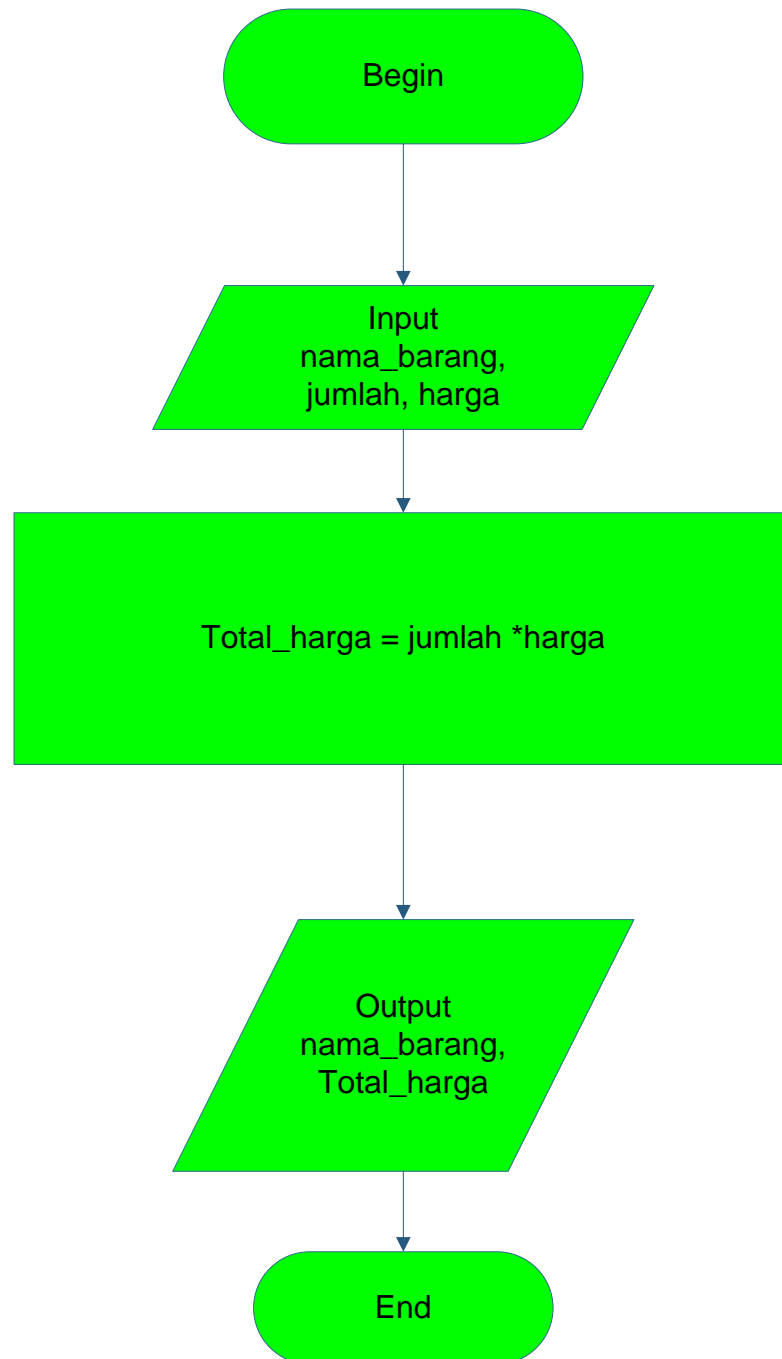 Begin
Input
nama_barang,
jumlah, harga
Total_harga = jumlah *harga
Output
nama_barang,
Total_harga
End